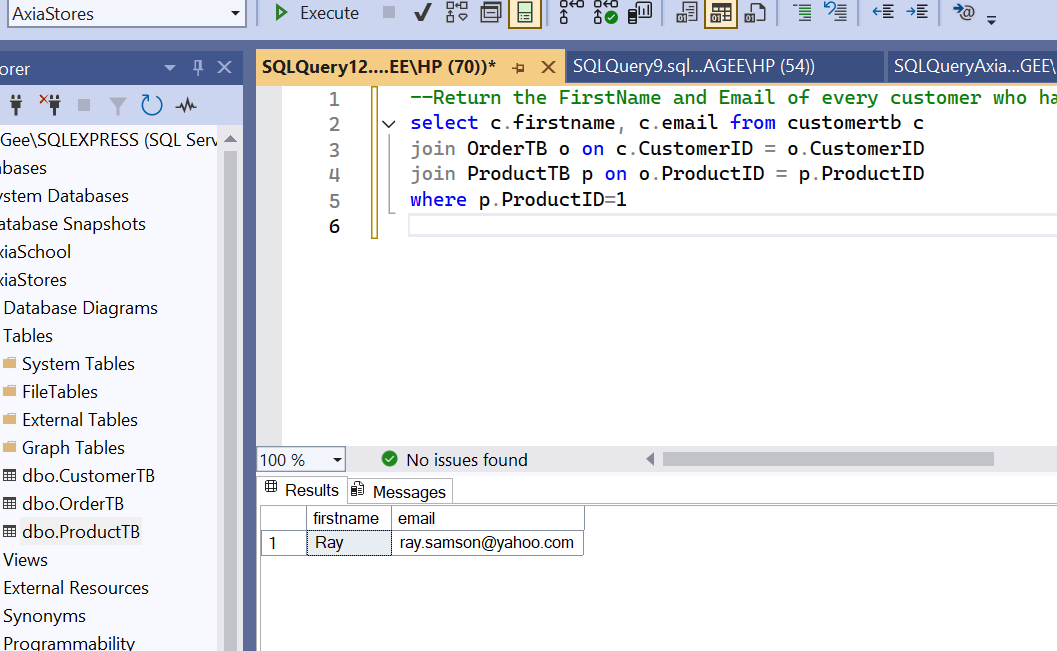 AxiaStores
Execute
orer
SQLQuery12....EE\HP (70))*
SQLQuery9.sql...AGEE\HP (54))
SQLQueryAxia...GEE\
Gee\SQLEXPRESS (SQL Serv
bases
ystem Databases
atabase Snapshots
xiaSchool
xiaStores
Database Diagrams
Tables
System Tables
FileTables
External Tables
Graph Tables
dbo.CustomerTB
dbo.OrderTB
dbo.ProductTB
Views
External Resources
Synonyms
Programmability
1 --Return the FirstName and Email of every customer who ha
2 select c.firstname, c.email from customertb c
3 join OrderTB o on c.CustomerID = o.CustomerID
4 join ProductTB p on o.ProductID = p.ProductID
5 where p.ProductID=1
6
100 %
No issues found
Results
Messages
firstname email
1 Ray ray.samson@yahoo.com